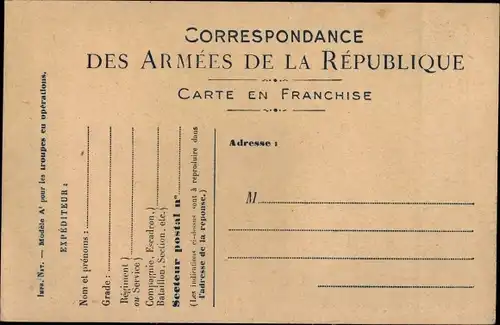 CORRESPONDANCE
DES ARMÉES DE LA RÉPUBLIQUE
CARTE EN FRANCHISE
Modèle A¹ pour les troupes en opérations.
EXPÉDITEUR :
Nom et prénoms :
Grade :
Régiment )
ou Service)
Compagnie, Escadron, )
Bataillon, Section, etc.)
Secteur postal nº
(Les indications ci-dessus sont à reproduire dans
l'adresse de la réponse.)
Adresse :
M